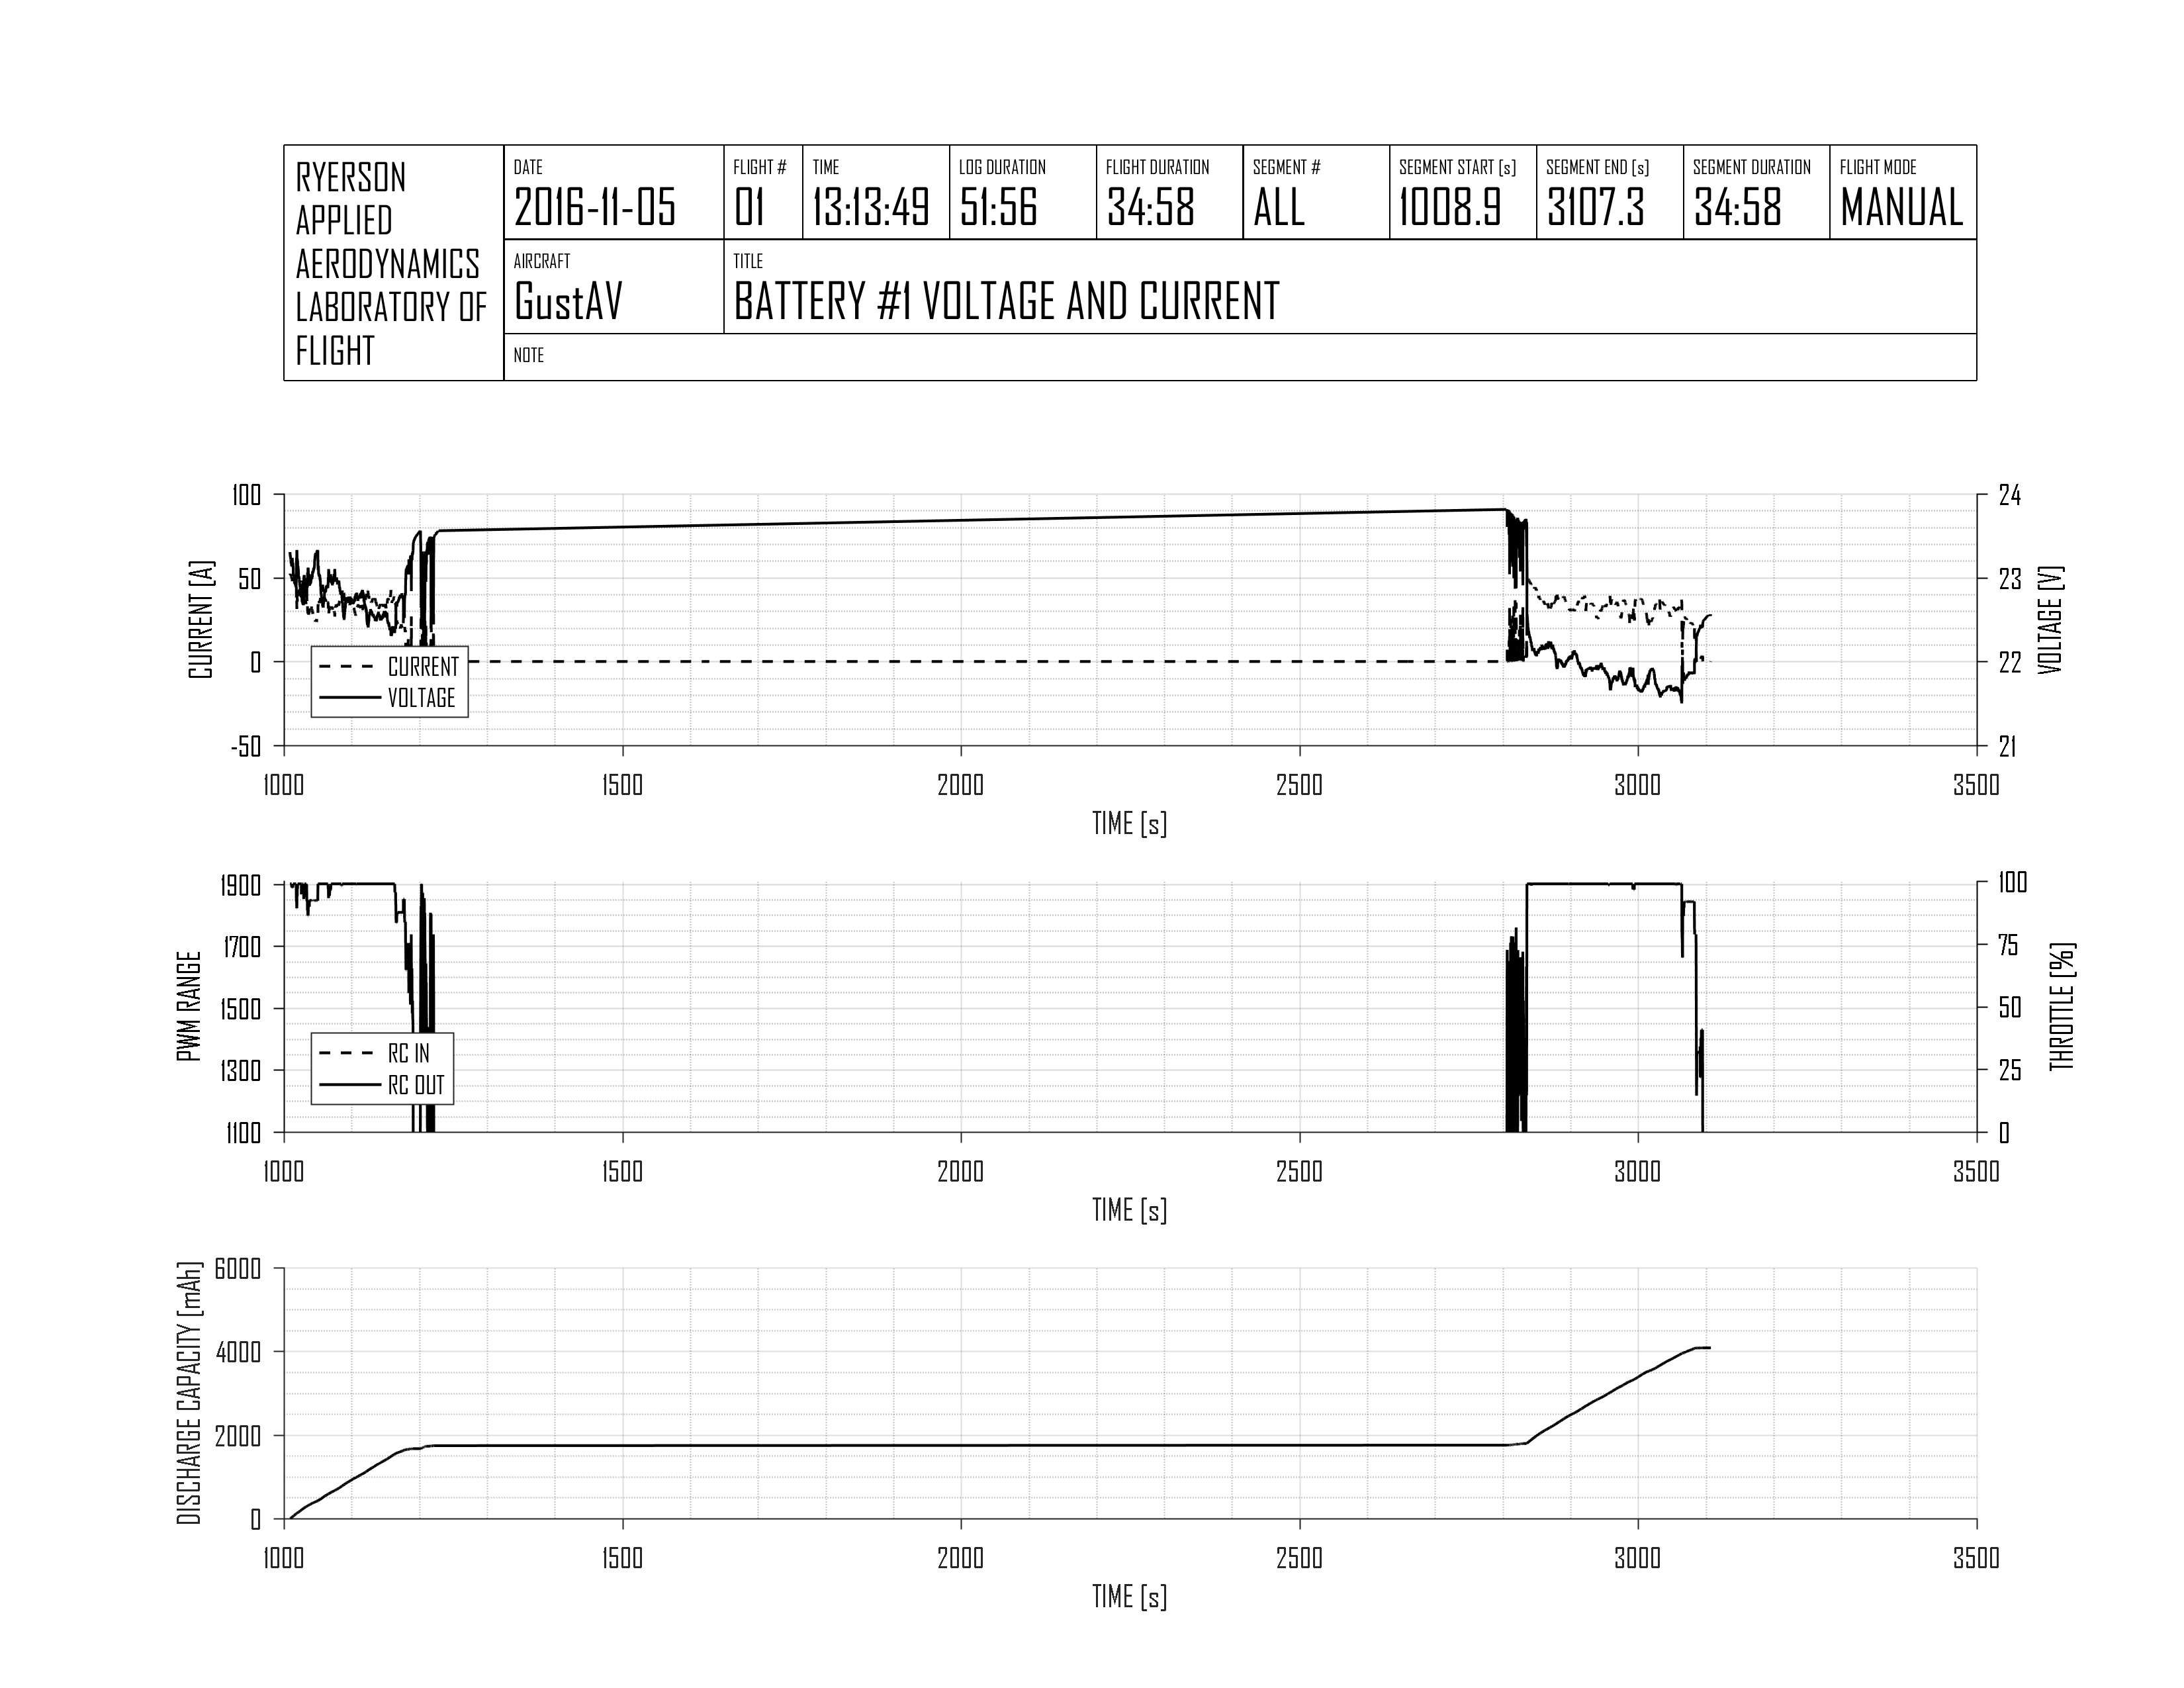 RYERSON
APPLIED
AERODYNAMICS
LABORATORY OF
FLIGHT
DATE
2016-11-05
FLIGHT #
01
TIME
13:13:49
LOG DURATION
51:56
FLIGHT DURATION
34:58
SEGMENT #
ALL
SEGMENT START [s]
1008.9
SEGMENT END [s]
3107.3
SEGMENT DURATION
34:58
FLIGHT MODE
MANUAL
AIRCRAFT
GustAV
TITLE
BATTERY #1 VOLTAGE AND CURRENT
NOTE
CURRENT [A]
100
50
0
-50
VOLTAGE [V]
24
23
22
21
CURRENT
VOLTAGE
1000 1500 2000 2500 3000 3500
TIME [s]
PWM RANGE
1900
1700
1500
1300
1100
THROTTLE [%]
100
75
50
25
0
RC IN
RC OUT
1000 1500 2000 2500 3000 3500
TIME [s]
DISCHARGE CAPACITY [mAh]
6000
4000
2000
0
1000 1500 2000 2500 3000 3500
TIME [s]